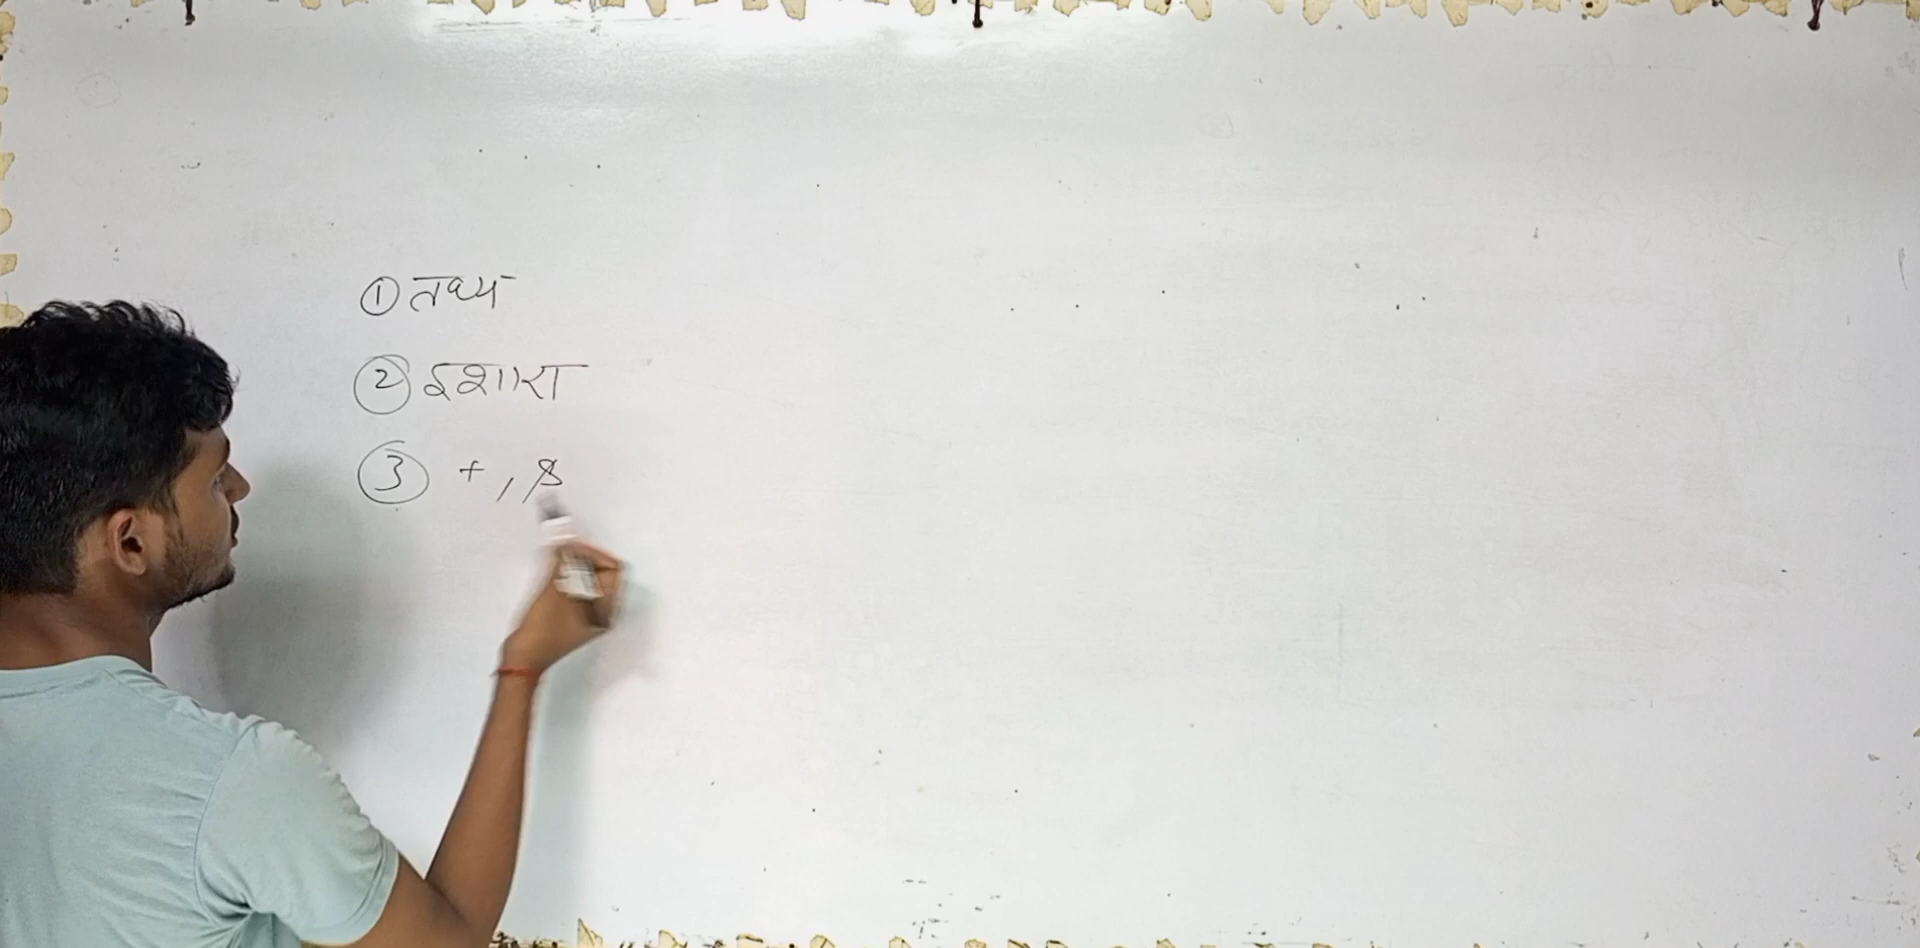 ① तथ्य
② इशारा
③ +,